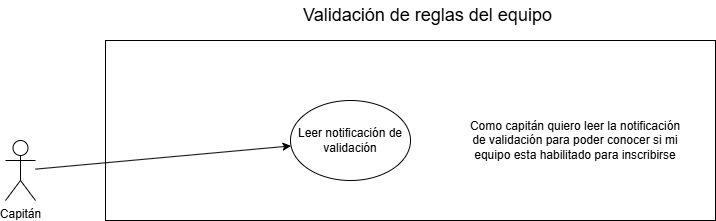 Validación de reglas del equipo
Leer notificación de
validación
Como capitán quiero leer la notificación
de validación para poder conocer si mi
equipo esta habilitado para inscribirse
Capitán